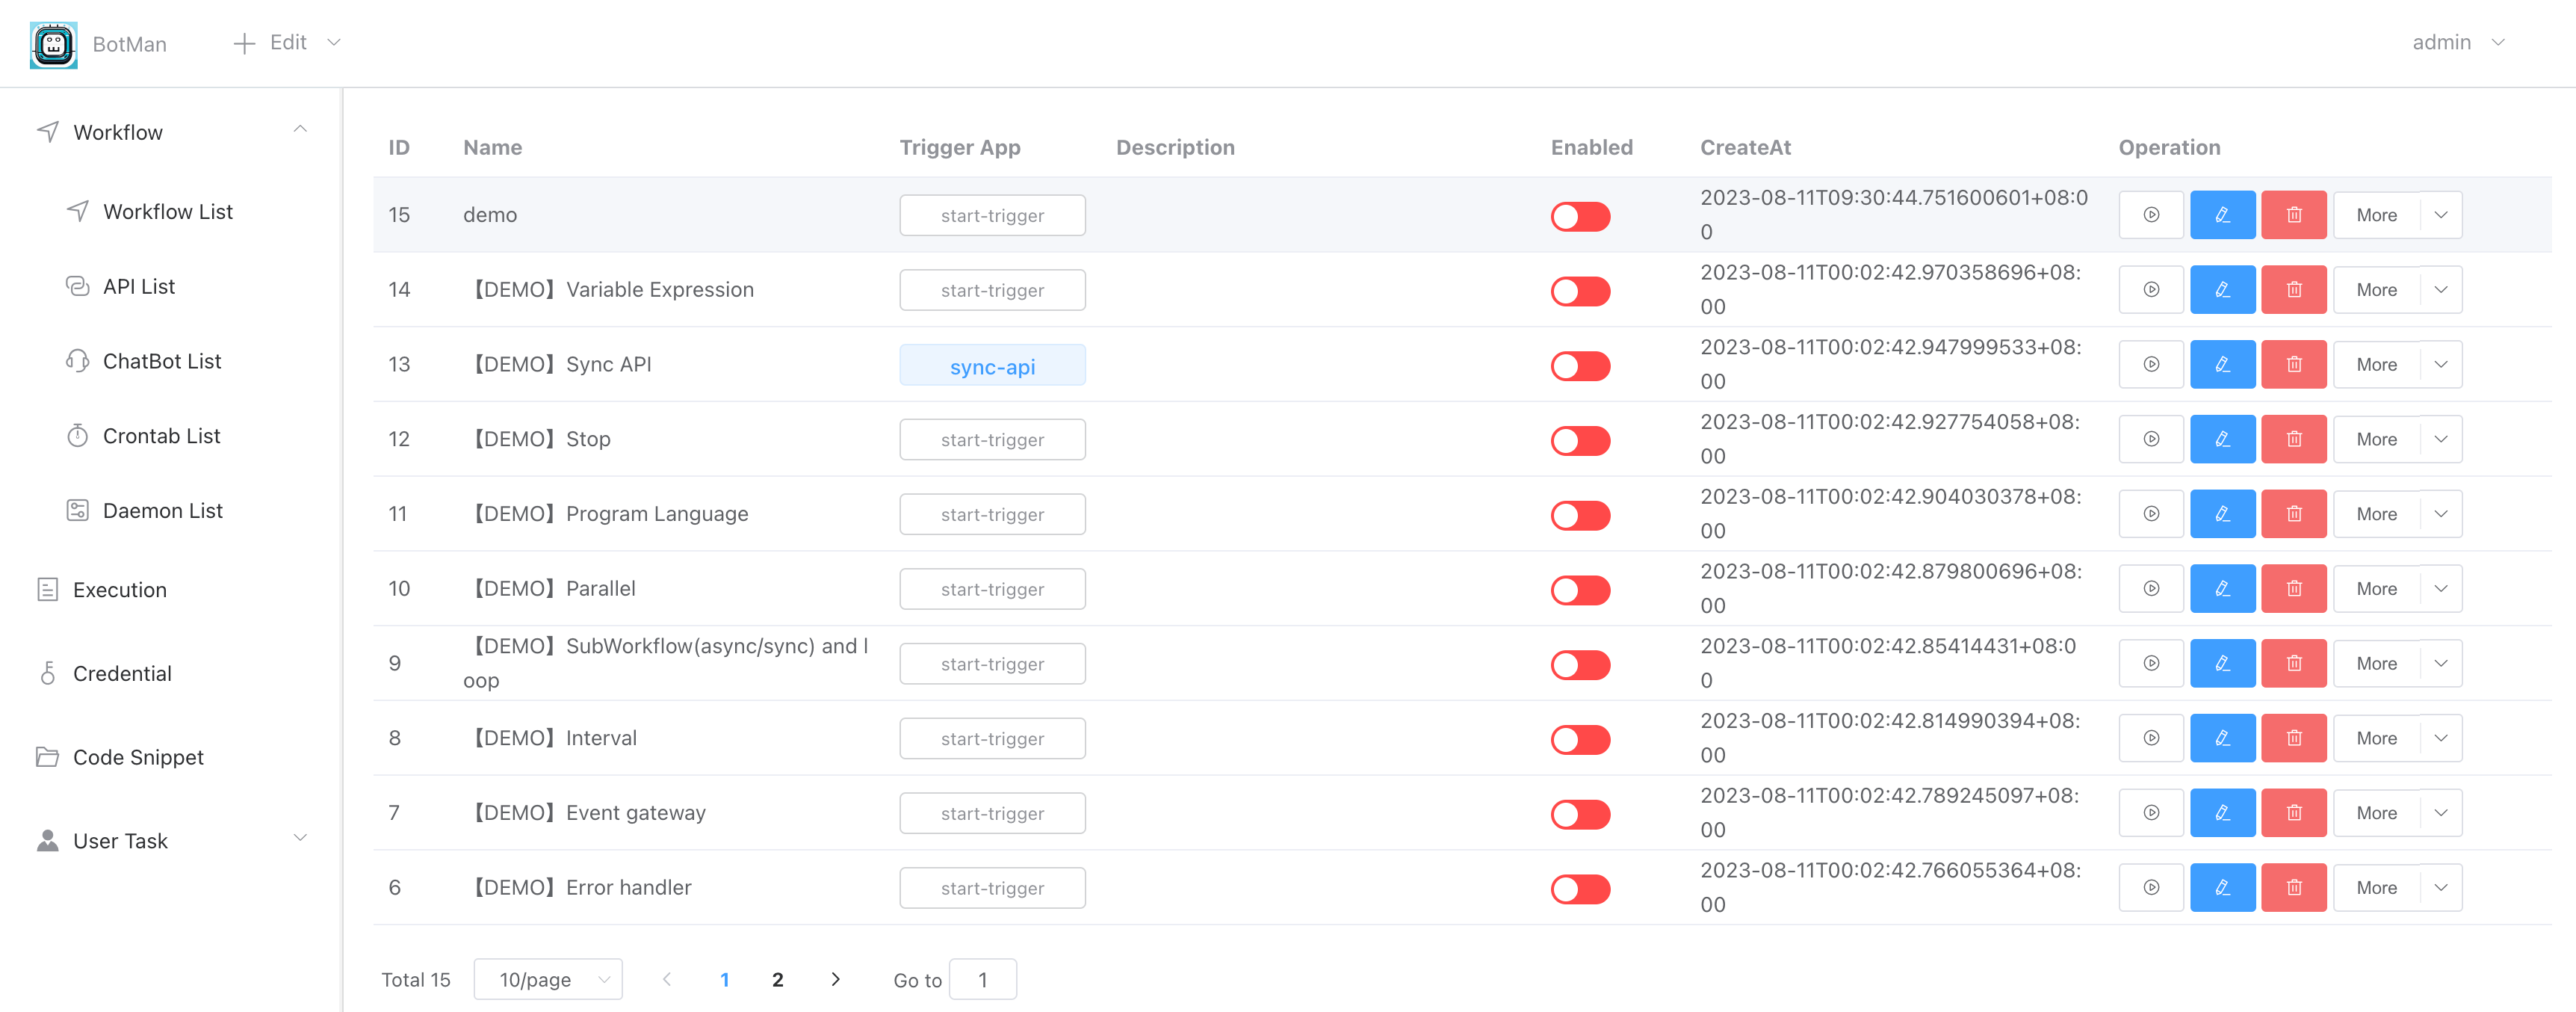 BotMan
Edit
admin
Workflow
Workflow List
API List
ChatBot List
Crontab List
Daemon List
Execution
Credential
Code Snippet
User Task
ID Name Trigger App Description Enabled CreateAt Operation
15 demo start-trigger 2023-08-11T09:30:44.751600601+08:0
0 More
14 【DEMO】Variable Expression start-trigger 2023-08-11T00:02:42.970358696+08:
00 More
13 【DEMO】Sync API sync-api 2023-08-11T00:02:42.947999533+08:
00 More
12 【DEMO】Stop start-trigger 2023-08-11T00:02:42.927754058+08:
00 More
11 【DEMO】Program Language start-trigger 2023-08-11T00:02:42.904030378+08:
00 More
10 【DEMO】Parallel start-trigger 2023-08-11T00:02:42.879800696+08:
00 More
9 【DEMO】SubWorkflow(async/sync) and l start-trigger 2023-08-11T00:02:42.85414431+08:0
oop 0 More
8 【DEMO】Interval start-trigger 2023-08-11T00:02:42.814990394+08:
00 More
7 【DEMO】Event gateway start-trigger 2023-08-11T00:02:42.789245097+08:
00 More
6 【DEMO】Error handler start-trigger 2023-08-11T00:02:42.766055364+08:
00 More
Total 15 10/page 1 2 Go to 1